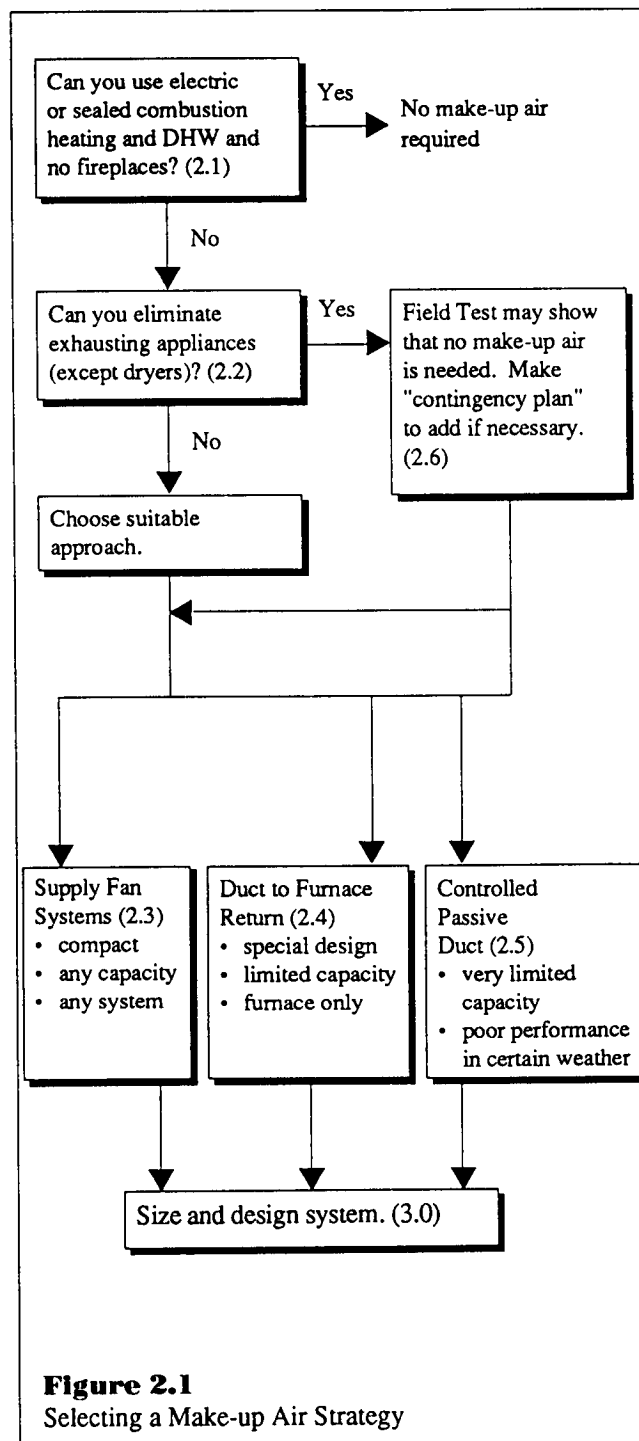 Can you use electric
or sealed combustion
heating and DHW and
no fireplaces? (2.1)
Yes
No make-up air
required
No
Can you eliminate
exhausting appliances
(except dryers)? (2.2)
Yes
Field Test may show
that no make-up air
is needed. Make
"contingency plan"
to add if necessary.
(2.6)
No
Choose suitable
approach.
Supply Fan
Systems (2.3)
• compact
• any capacity
• any system
Duct to Furnace
Return (2.4)
• special design
• limited capacity
• furnace only
Controlled
Passive
Duct (2.5)
• very limited
capacity
• poor performance
in certain weather
Size and design system. (3.0)
Figure 2.1
Selecting a Make-up Air Strategy